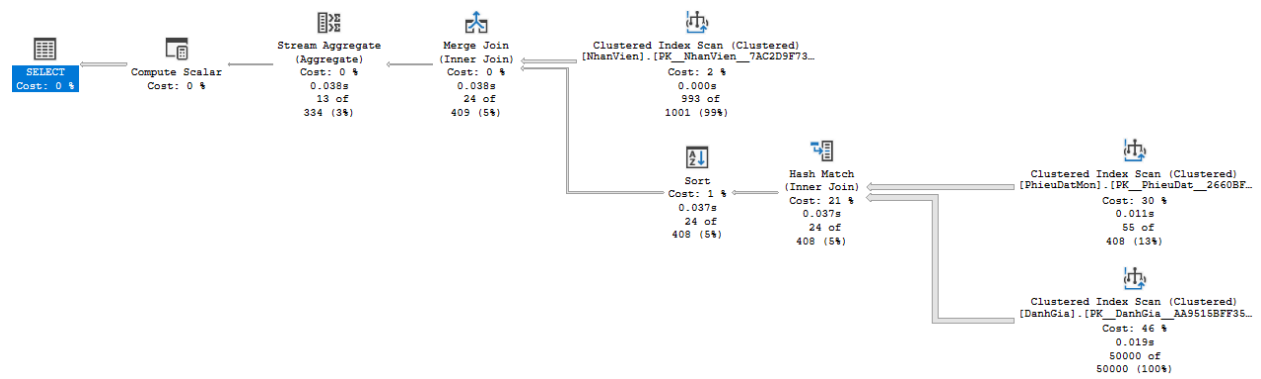 SELECT
Cost: 0 %
Compute Scalar
Cost: 0 %
Stream Aggregate
(Aggregate)
Cost: 0 %
0.038s
13 of
334 (3%)
Merge Join
(Inner Join)
Cost: 0 %
0.038s
24 of
409 (5%)
Clustered Index Scan (Clustered)
[NhanVien].[PK__NhanVien__7AC2D9F73…
Cost: 2 %
0.000s
993 of
1001 (99%)
Sort
Cost: 1 %
0.037s
24 of
408 (5%)
Hash Match
(Inner Join)
Cost: 21 %
0.037s
24 of
408 (5%)
Clustered Index Scan (Clustered)
[PhieuDatMon].[PK__PhieuDat__2660BF…
Cost: 30 %
0.011s
55 of
408 (13%)
Clustered Index Scan (Clustered)
[DanhGia].[PK__DanhGia__AA9515BFF35…
Cost: 46 %
0.019s
50000 of
50000 (100%)